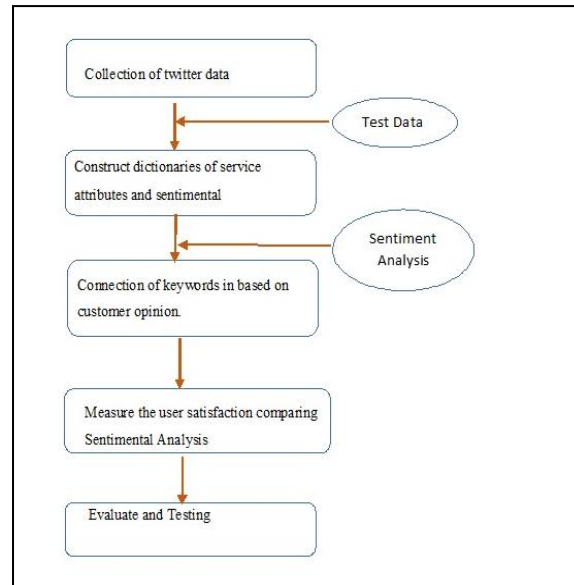 Collection of twitter data
Test Data
Construct dictionaries of service
attributes and sentimental
Sentiment
Analysis
Connection of keywords in based on
customer opinion.
Measure the user satisfaction comparing
Sentimental Analysis
Evaluate and Testing